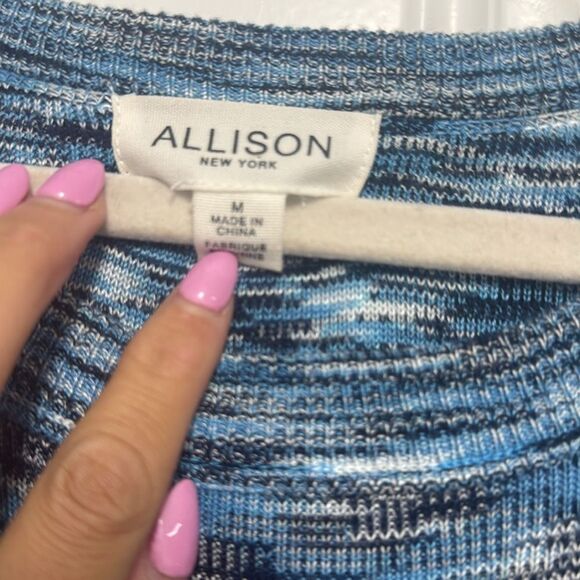 ALLISON
NEW YORK
M
MADE IN
CHINA
FABRIQUE